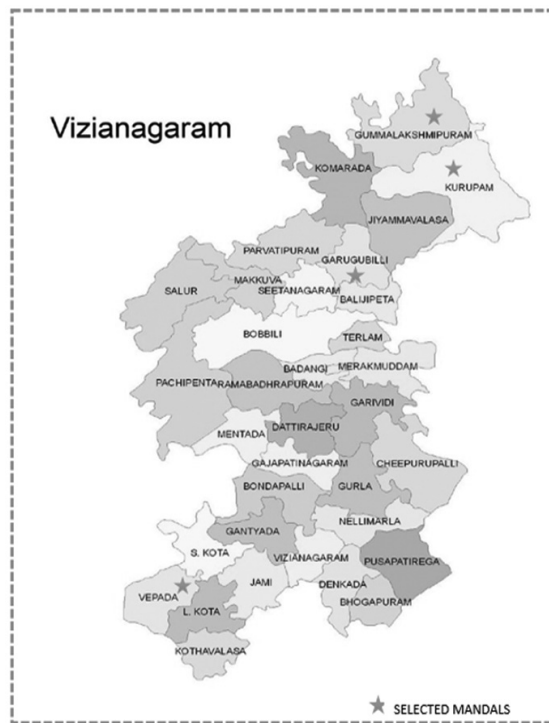 Vizianagaram
GUMMALAKSHMIPURAM
KOMARADA
KURUPAM
JIYAMMAVALASA
PARVATIPURAM
GARUGUBILLI
MAKKUVA
SALUR
SEETANAGARAM
BALIJIPETA
BOBBILI
TERLAM
BADANGI
MERAKMUDDAM
PACHIPENTA
RAMABADHRAPURAM
GARIVIDI
DATTIRAJERU
MENTADA
GAJAPATINAGARAM
CHEEPURUPALLI
BONDAPALLI
GURLA
NELLIMARLA
GANTYADA
S. KOTA
VIZIANAGARAM
PUSAPATIREGA
JAMI
DENKADA
VEPADA
BHOGAPURAM
L. KOTA
KOTHAVALASA
SELECTED MANDALS